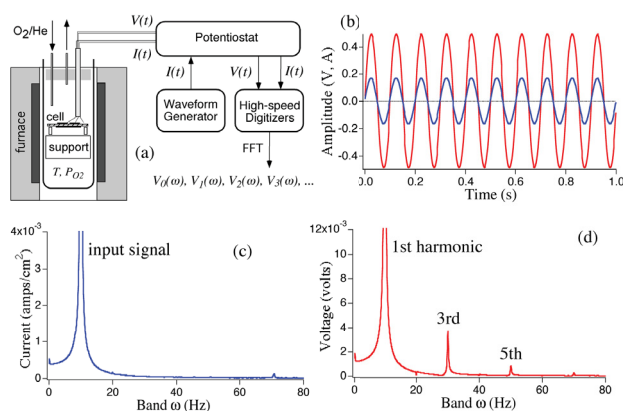 O2/He
V(t)
I(t)
Potentiostat
I(t)
V(t)
I(t)
Waveform
Generator
High-speed
Digitizers
FFT
V0(ω), V1(ω), V2(ω), V3(ω), ...
furnace
cell
support
T, PO2
(a)
(b)
Amplitude (V, A)
0.4
0.2
0.0
-0.2
-0.4
0.0 0.2 0.4 0.6 0.8 1.0
Time (s)
(c)
input signal
Current (amps/cm2)
4x10-3
3
2
1
0
0 20 40 60 80
Band ω (Hz)
(d)
1st harmonic
3rd
5th
Voltage (volts)
12x10-3
10
8
6
4
2
0
0 20 40 60 80
Band ω (Hz)